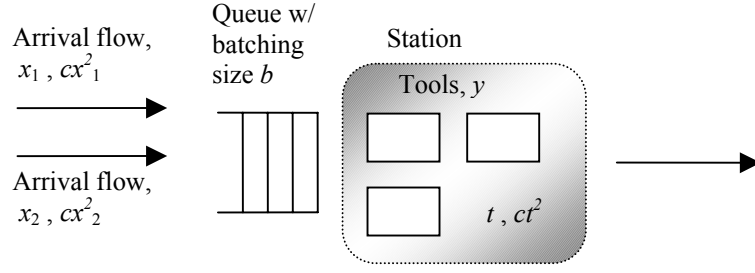 Arrival flow,
x₁ , cx²₁
Arrival flow,
x₂ , cx²₂
Queue w/
batching
size b
Station
Tools, y
t , ct²